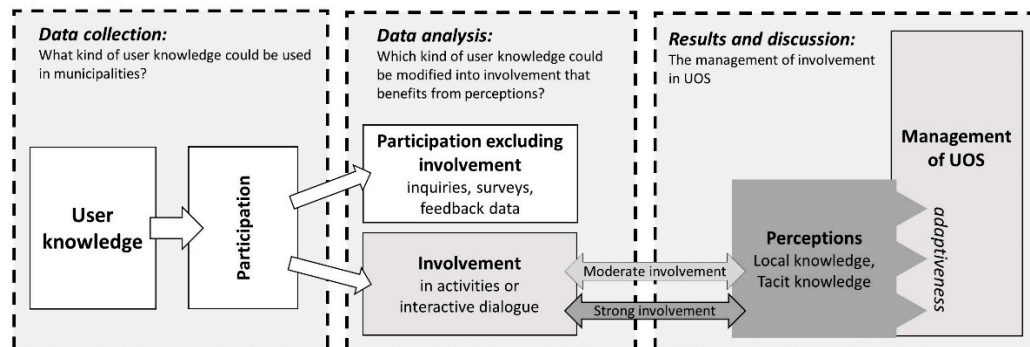 Data collection:
What kind of user knowledge could be used
in municipalities?
User
knowledge
Participation
Data analysis:
Which kind of user knowledge could
be modified into involvement that
benefits from perceptions?
Participation excluding
involvement
inquiries, surveys,
feedback data
Involvement
in activities or
interactive dialogue
Moderate involvement
Strong involvement
Results and discussion:
The management of involvement
in UOS
Perceptions
Local knowledge,
Tacit knowledge
adaptiveness
Management
of UOS